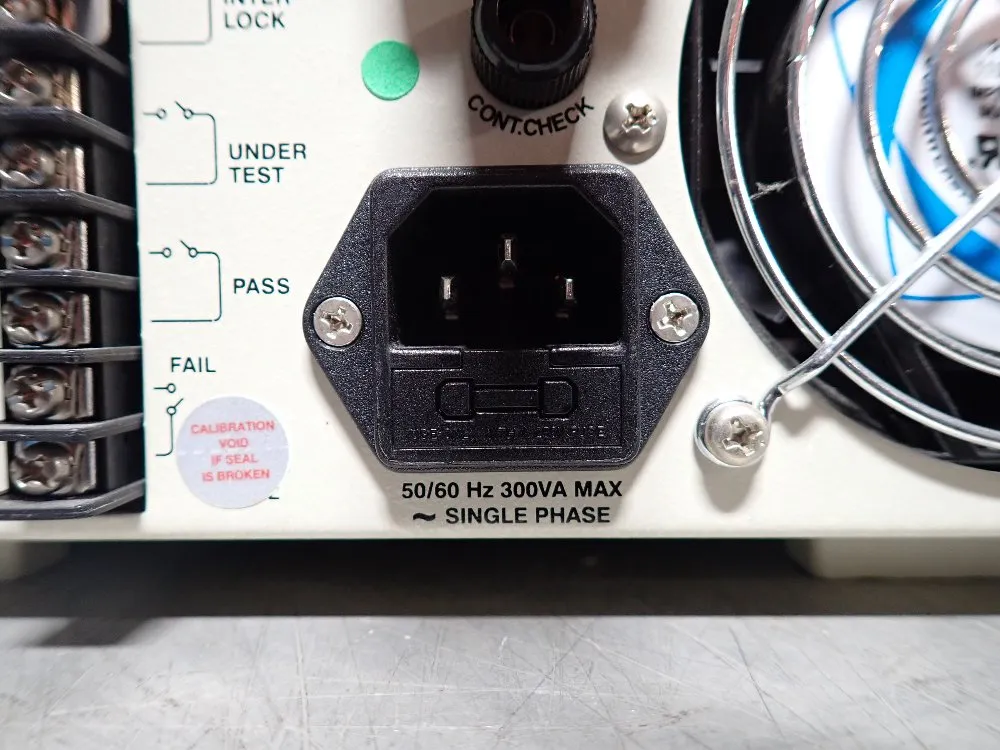 LOCK
CONT.CHECK
UNDER
TEST
PASS
FAIL
CALIBRATION
VOID
IF SEAL
IS BROKEN
50/60 Hz 300VA MAX
~ SINGLE PHASE